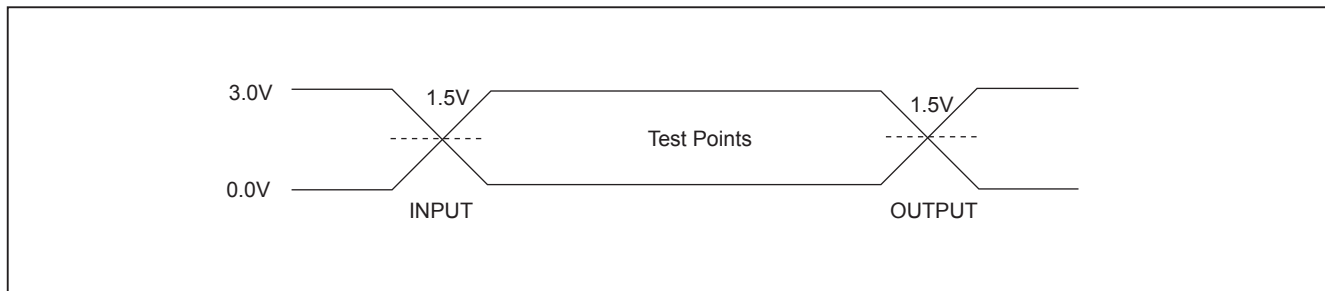 3.0V
1.5V
1.5V
Test Points
0.0V
INPUT
OUTPUT